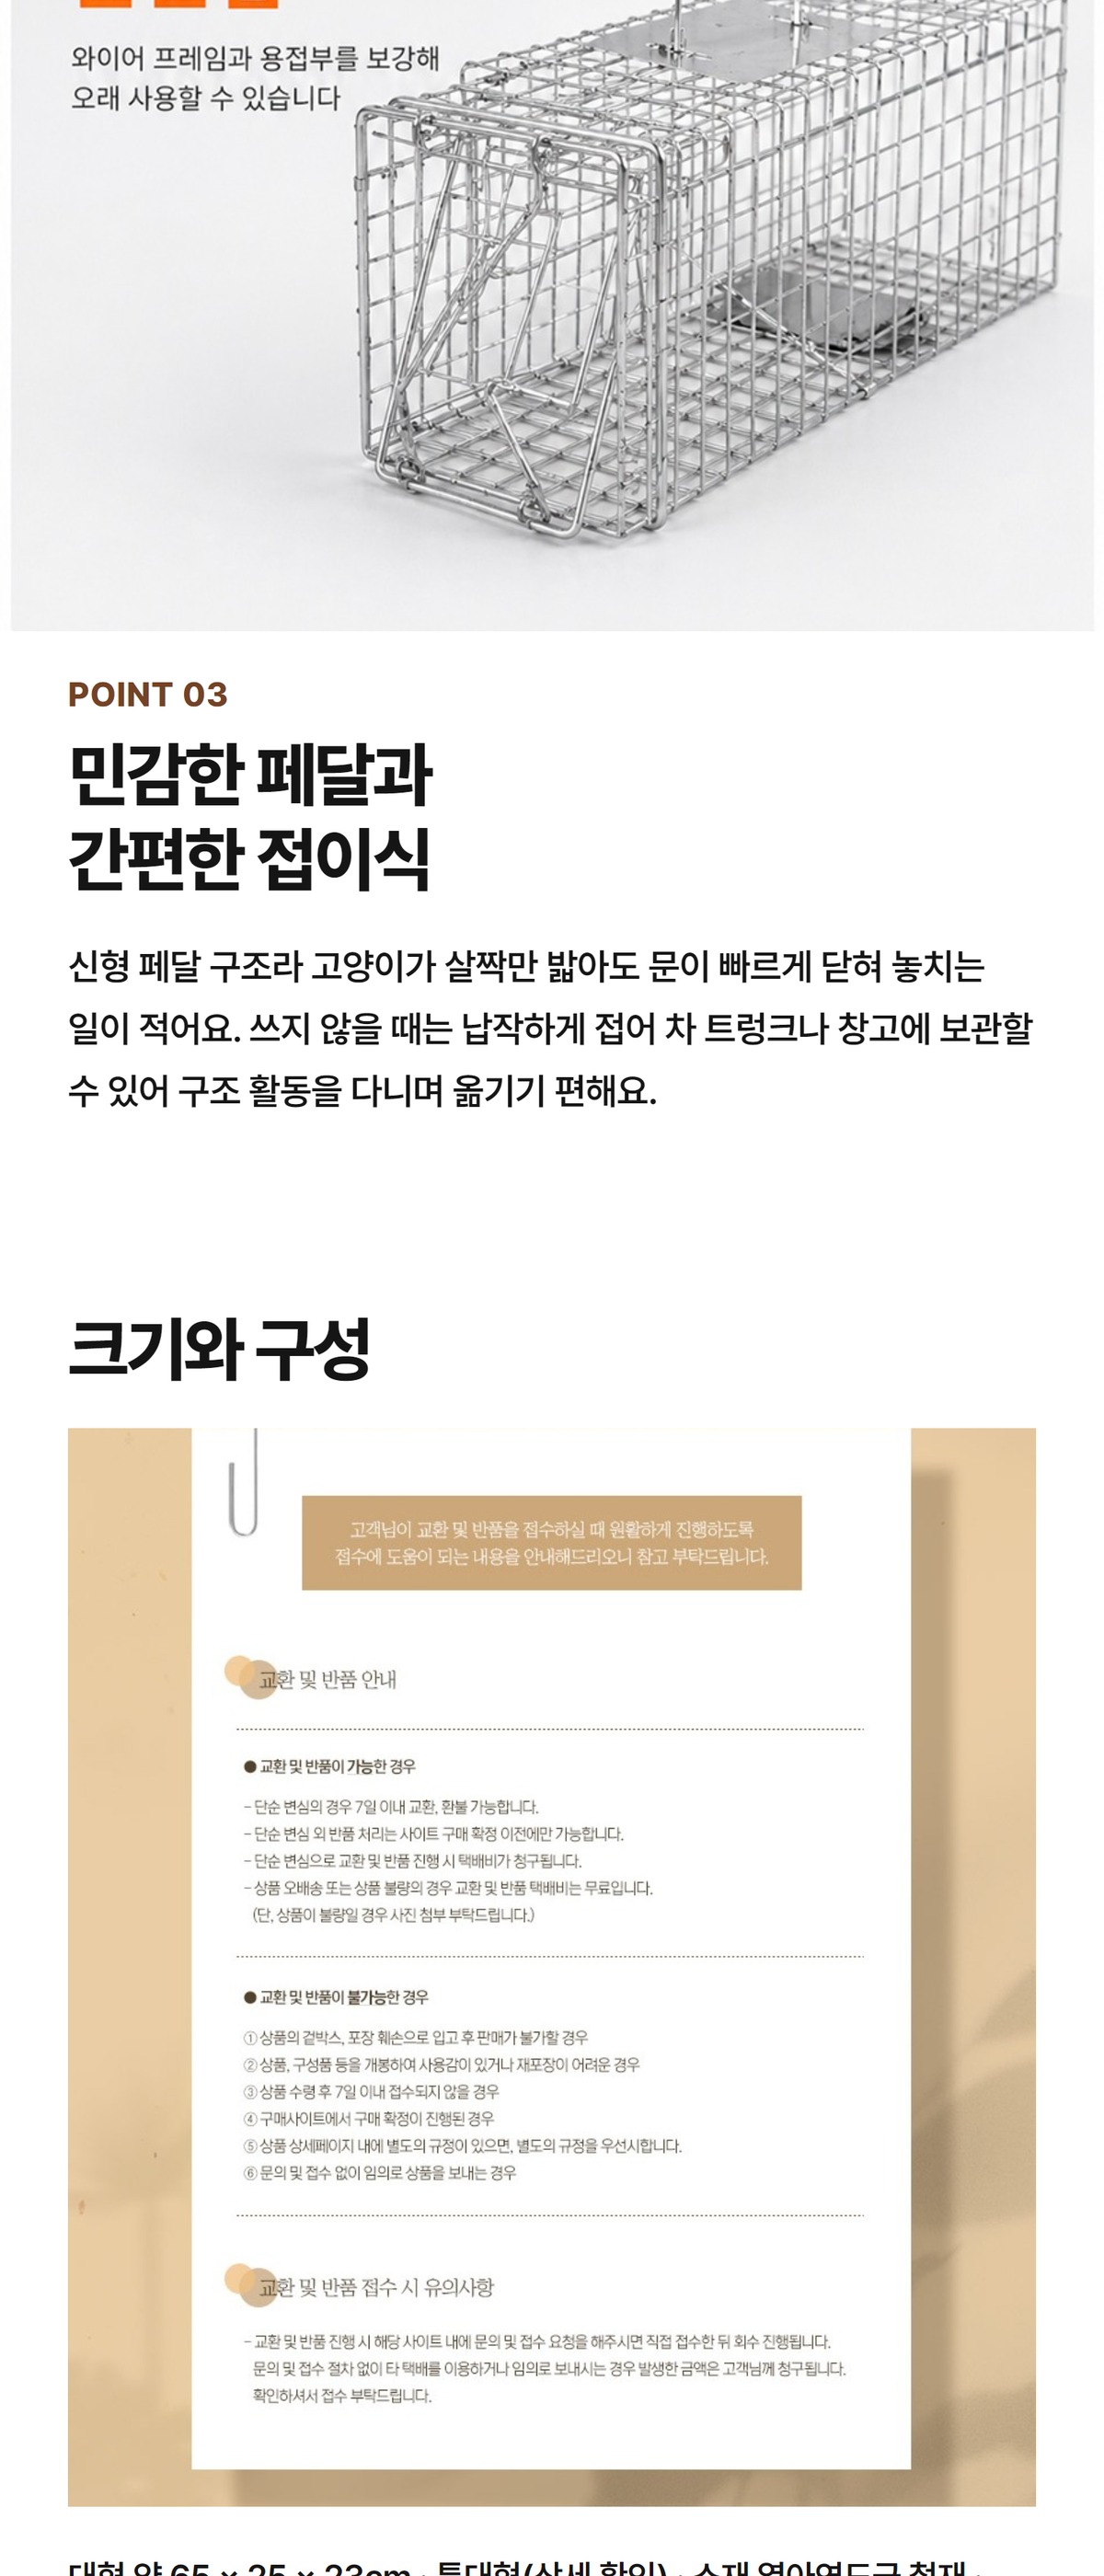 와이어 프레임과 용접부를 보강해
오래 사용할 수 있습니다
POINT 03
민감한 페달과
간편한 접이식
신형 페달 구조라 고양이가 살짝만 밟아도 문이 빠르게 닫혀 놓치는
일이 적어요. 쓰지 않을 때는 납작하게 접어 차 트렁크나 창고에 보관할
수 있어 구조 활동을 다니며 옮기기 편해요.
크기와 구성
고객님이 교환 및 반품을 접수하실 때 원활하게 진행하도록
접수에 도움이 되는 내용을 안내해드리오니 참고 부탁드립니다.
교환 및 반품 안내
● 교환 및 반품이 가능한 경우
– 단순 변심의 경우 7일 이내 교환, 환불 가능합니다.
– 단순 변심 외 반품 처리는 사이트 구매 확정 이전에만 가능합니다.
– 단순 변심으로 교환 및 반품 진행 시 택배비가 청구됩니다.
– 상품 오배송 또는 상품 불량의 경우 교환 및 반품 택배비는 무료입니다.
(단, 상품이 불량일 경우 사진 첨부 부탁드립니다.)
● 교환 및 반품이 불가능한 경우
① 상품의 겉박스, 포장 훼손으로 입고 후 판매가 불가할 경우
② 상품, 구성품 등을 개봉하여 사용감이 있거나 재포장이 어려운 경우
③ 상품 수령 후 7일 이내 접수되지 않을 경우
④ 구매사이트에서 구매 확정이 진행된 경우
⑤ 상품 상세페이지 내에 별도의 규정이 있으면, 별도의 규정을 우선시합니다.
⑥ 문의 및 접수 없이 임의로 상품을 보내는 경우
교환 및 반품 접수 시 유의사항
– 교환 및 반품 진행 시 해당 사이트 내에 문의 및 접수 요청을 해주시면 직접 접수한 뒤 회수 진행됩니다.
문의 및 접수 절차 없이 타 택배를 이용하거나 임의로 보내시는 경우 발생한 금액은 고객님께 청구됩니다.
확인하셔서 접수 부탁드립니다.
대형 약 65 × 25 × 23cm · 특대형(상세 확인) · 소재 열아연도금 철재 ·